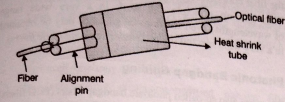 Optical fiber
Heat shrink
tube
Fiber
Alignment
pin